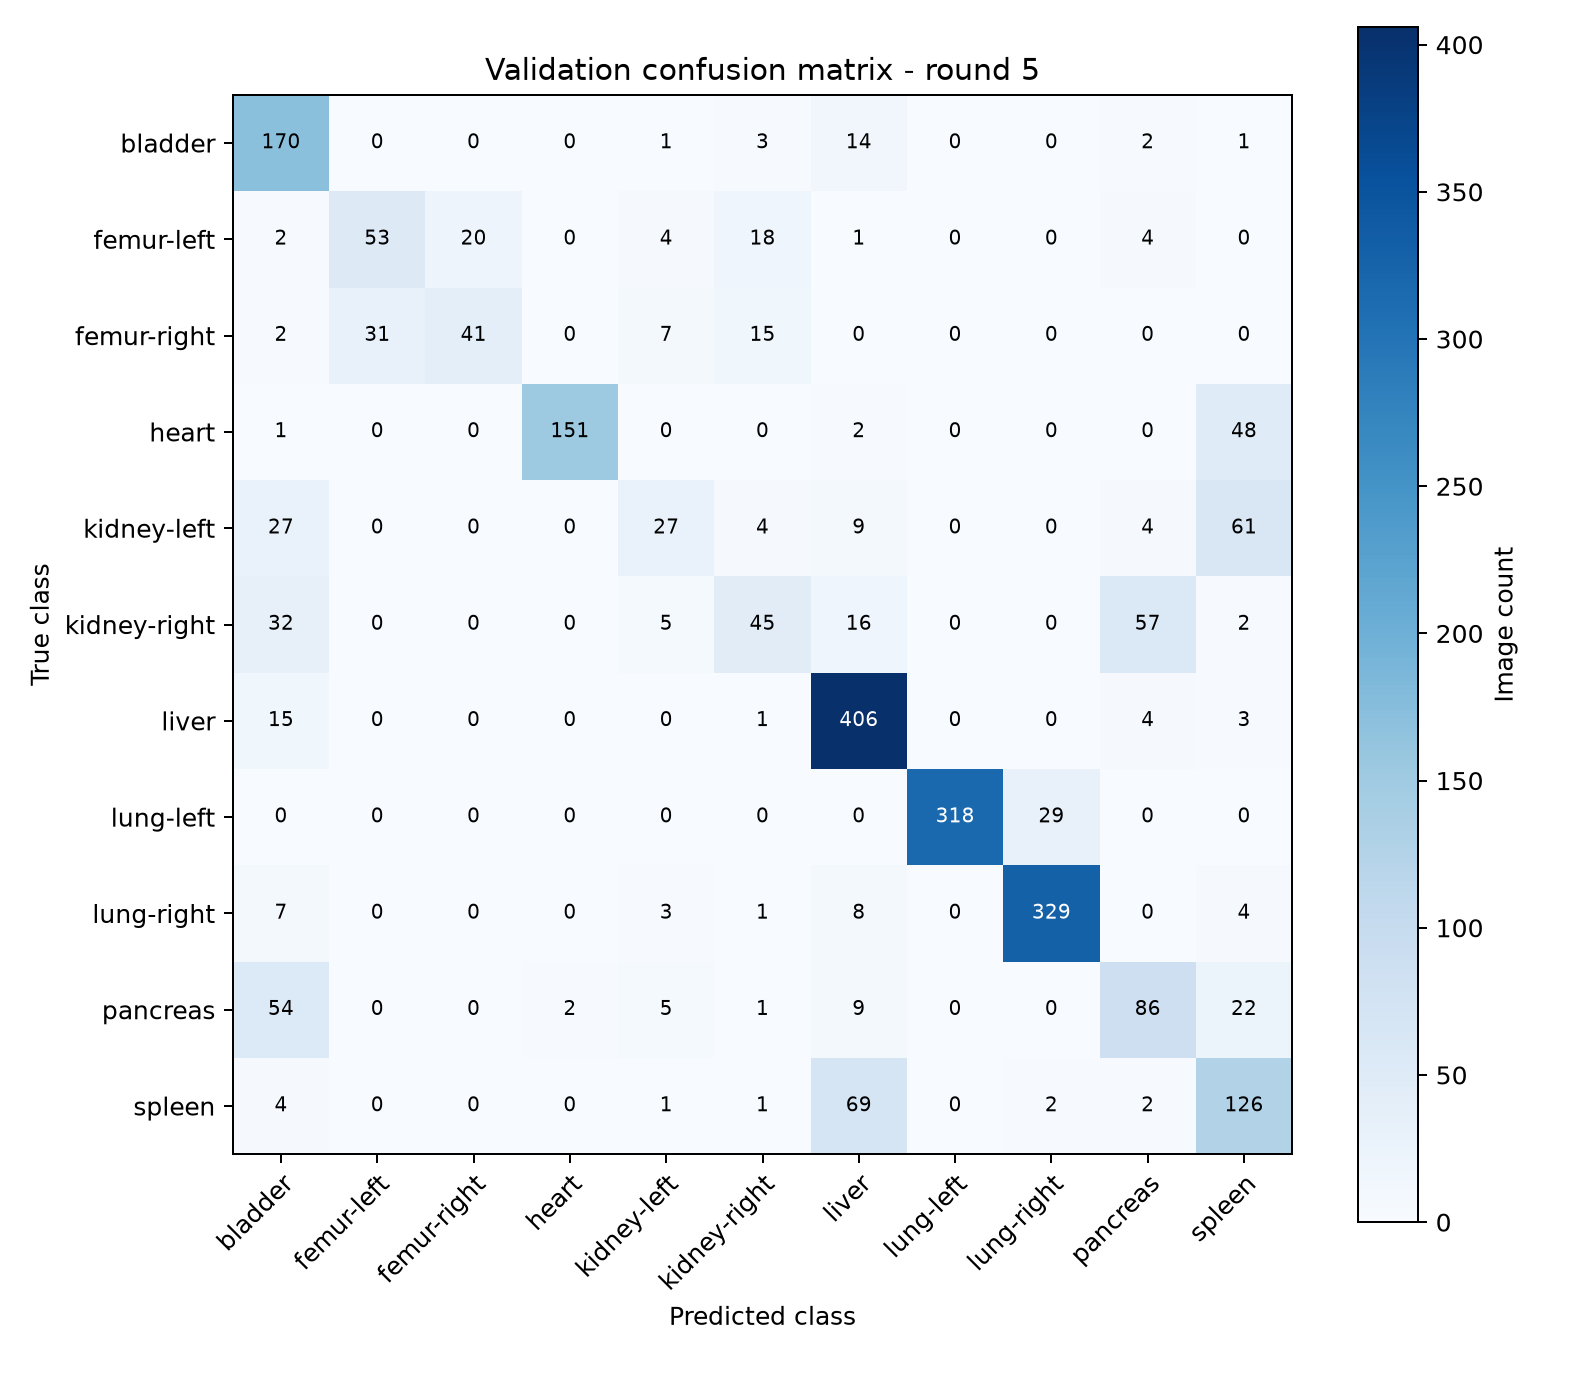 Validation confusion matrix - round 5
bladder 170 0 0 0 1 3 14 0 0 2 1
femur-left 2 53 20 0 4 18 1 0 0 4 0
femur-right 2 31 41 0 7 15 0 0 0 0 0
heart 1 0 0 151 0 0 2 0 0 0 48
kidney-left 27 0 0 0 27 4 9 0 0 4 61
kidney-right 32 0 0 0 5 45 16 0 0 57 2
liver 15 0 0 0 0 1 406 0 0 4 3
lung-left 0 0 0 0 0 0 0 318 29 0 0
lung-right 7 0 0 0 3 1 8 0 329 0 4
pancreas 54 0 0 2 5 1 9 0 0 86 22
spleen 4 0 0 0 1 1 69 0 2 2 126
bladder femur-left femur-right heart kidney-left kidney-right liver lung-left lung-right pancreas spleen
Predicted class
True class
400
350
300
250
200
150
100
50
0
Image count